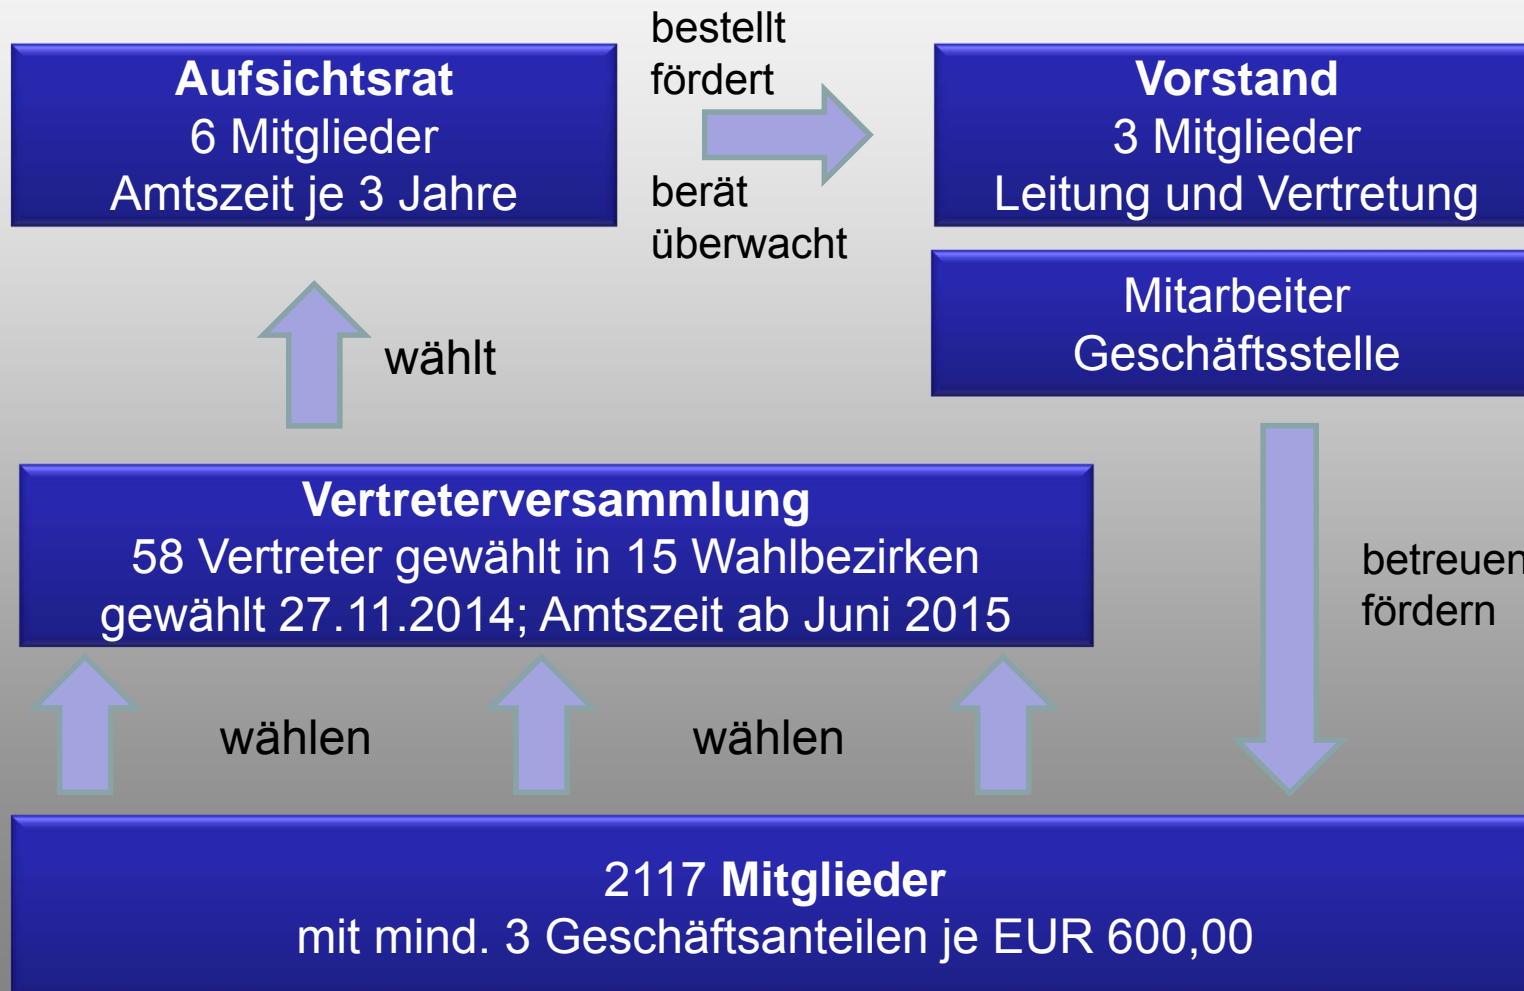 Aufsichtsrat
6 Mitglieder
Amtszeit je 3 Jahre
bestellt
fördert
berät
überwacht
Vorstand
3 Mitglieder
Leitung und Vertretung
Mitarbeiter
Geschäftsstelle
wählt
Vertreterversammlung
58 Vertreter gewählt in 15 Wahlbezirken
gewählt 27.11.2014; Amtszeit ab Juni 2015
betreuen
fördern
wählen
wählen
2117 Mitglieder
mit mind. 3 Geschäftsanteilen je EUR 600,00